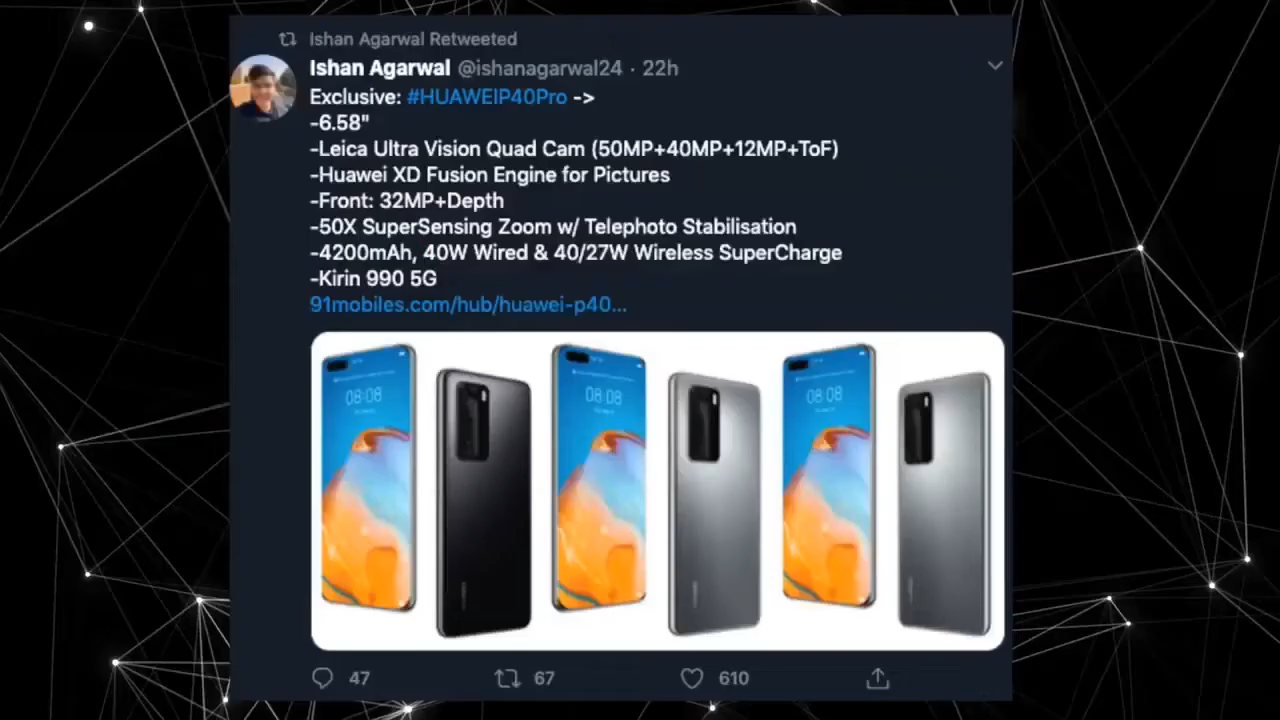 Ishan Agarwal Retweeted
Ishan Agarwal @ishanagarwal24 · 22h
Exclusive: #HUAWEIP40Pro ->
-6.58"
-Leica Ultra Vision Quad Cam (50MP+40MP+12MP+ToF)
-Huawei XD Fusion Engine for Pictures
-Front: 32MP+Depth
-50X SuperSensing Zoom w/ Telephoto Stabilisation
-4200mAh, 40W Wired & 40/27W Wireless SuperCharge
-Kirin 990 5G
91mobiles.com/hub/huawei-p40...
08:08 08:08 08:08
47 67 610